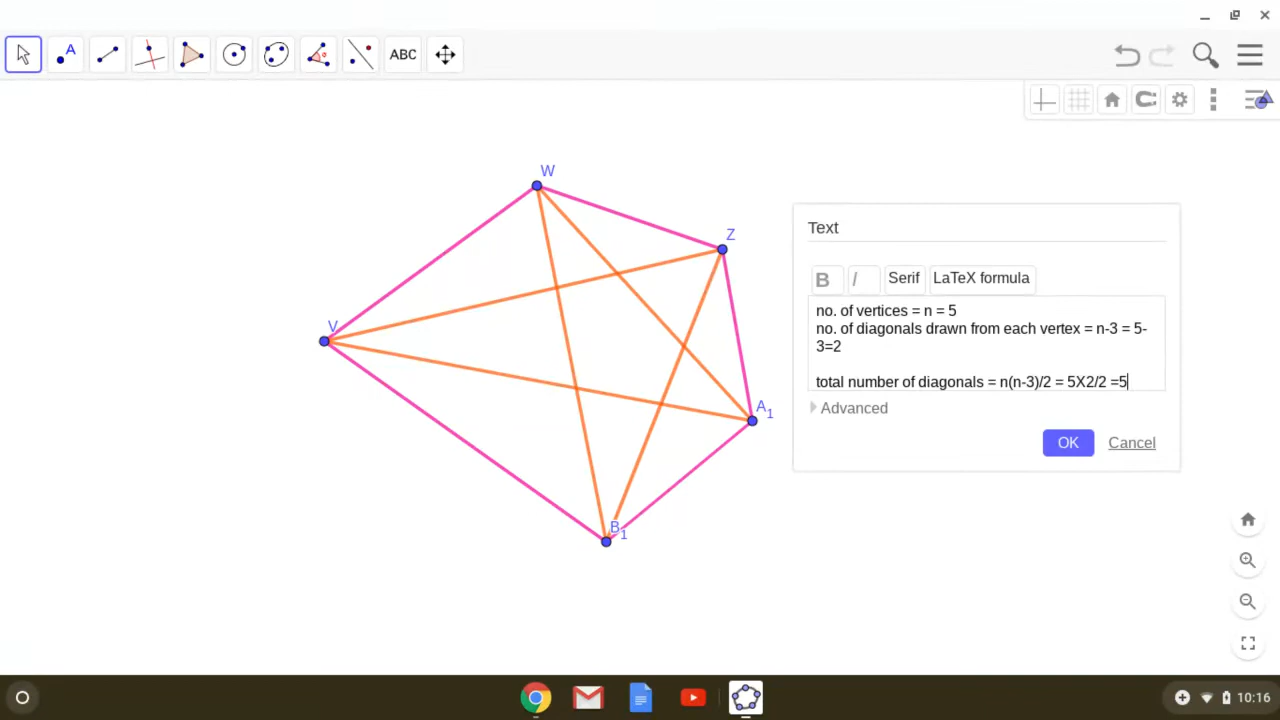 A
ABC
W
Z
V
A1
B1
Text
B I Serif LaTeX formula
no. of vertices = n = 5
no. of diagonals drawn from each vertex = n-3 = 5-
3=2
total number of diagonals = n(n-3)/2 = 5X2/2 =5
Advanced
OK Cancel
10:16